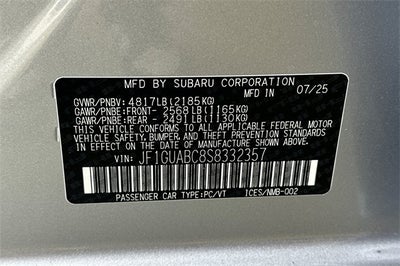 MFD BY SUBARU CORPORATION 07/25
GVWR/PNBV: 4817LB (2185KG)
GAWR/PNBE:FRONT- 2568LB (1165KG)
GAWR/PNBE:REAR - 2491LB (1130KG)
THIS VEHICLE CONFORMS TO ALL APPLICABLE U.S. FEDERAL MOTOR
VEHICLE SAFETY, BUMPER AND THEFT PREVENTION STANDARDS
IN EFFECT ON THE DATE OF MANUFACTURE SHOWN ABOVE.
VIN: JF1GUABC8S8332357
PASSENGER CAR TYPE:PC/VT ICES/NMB-002